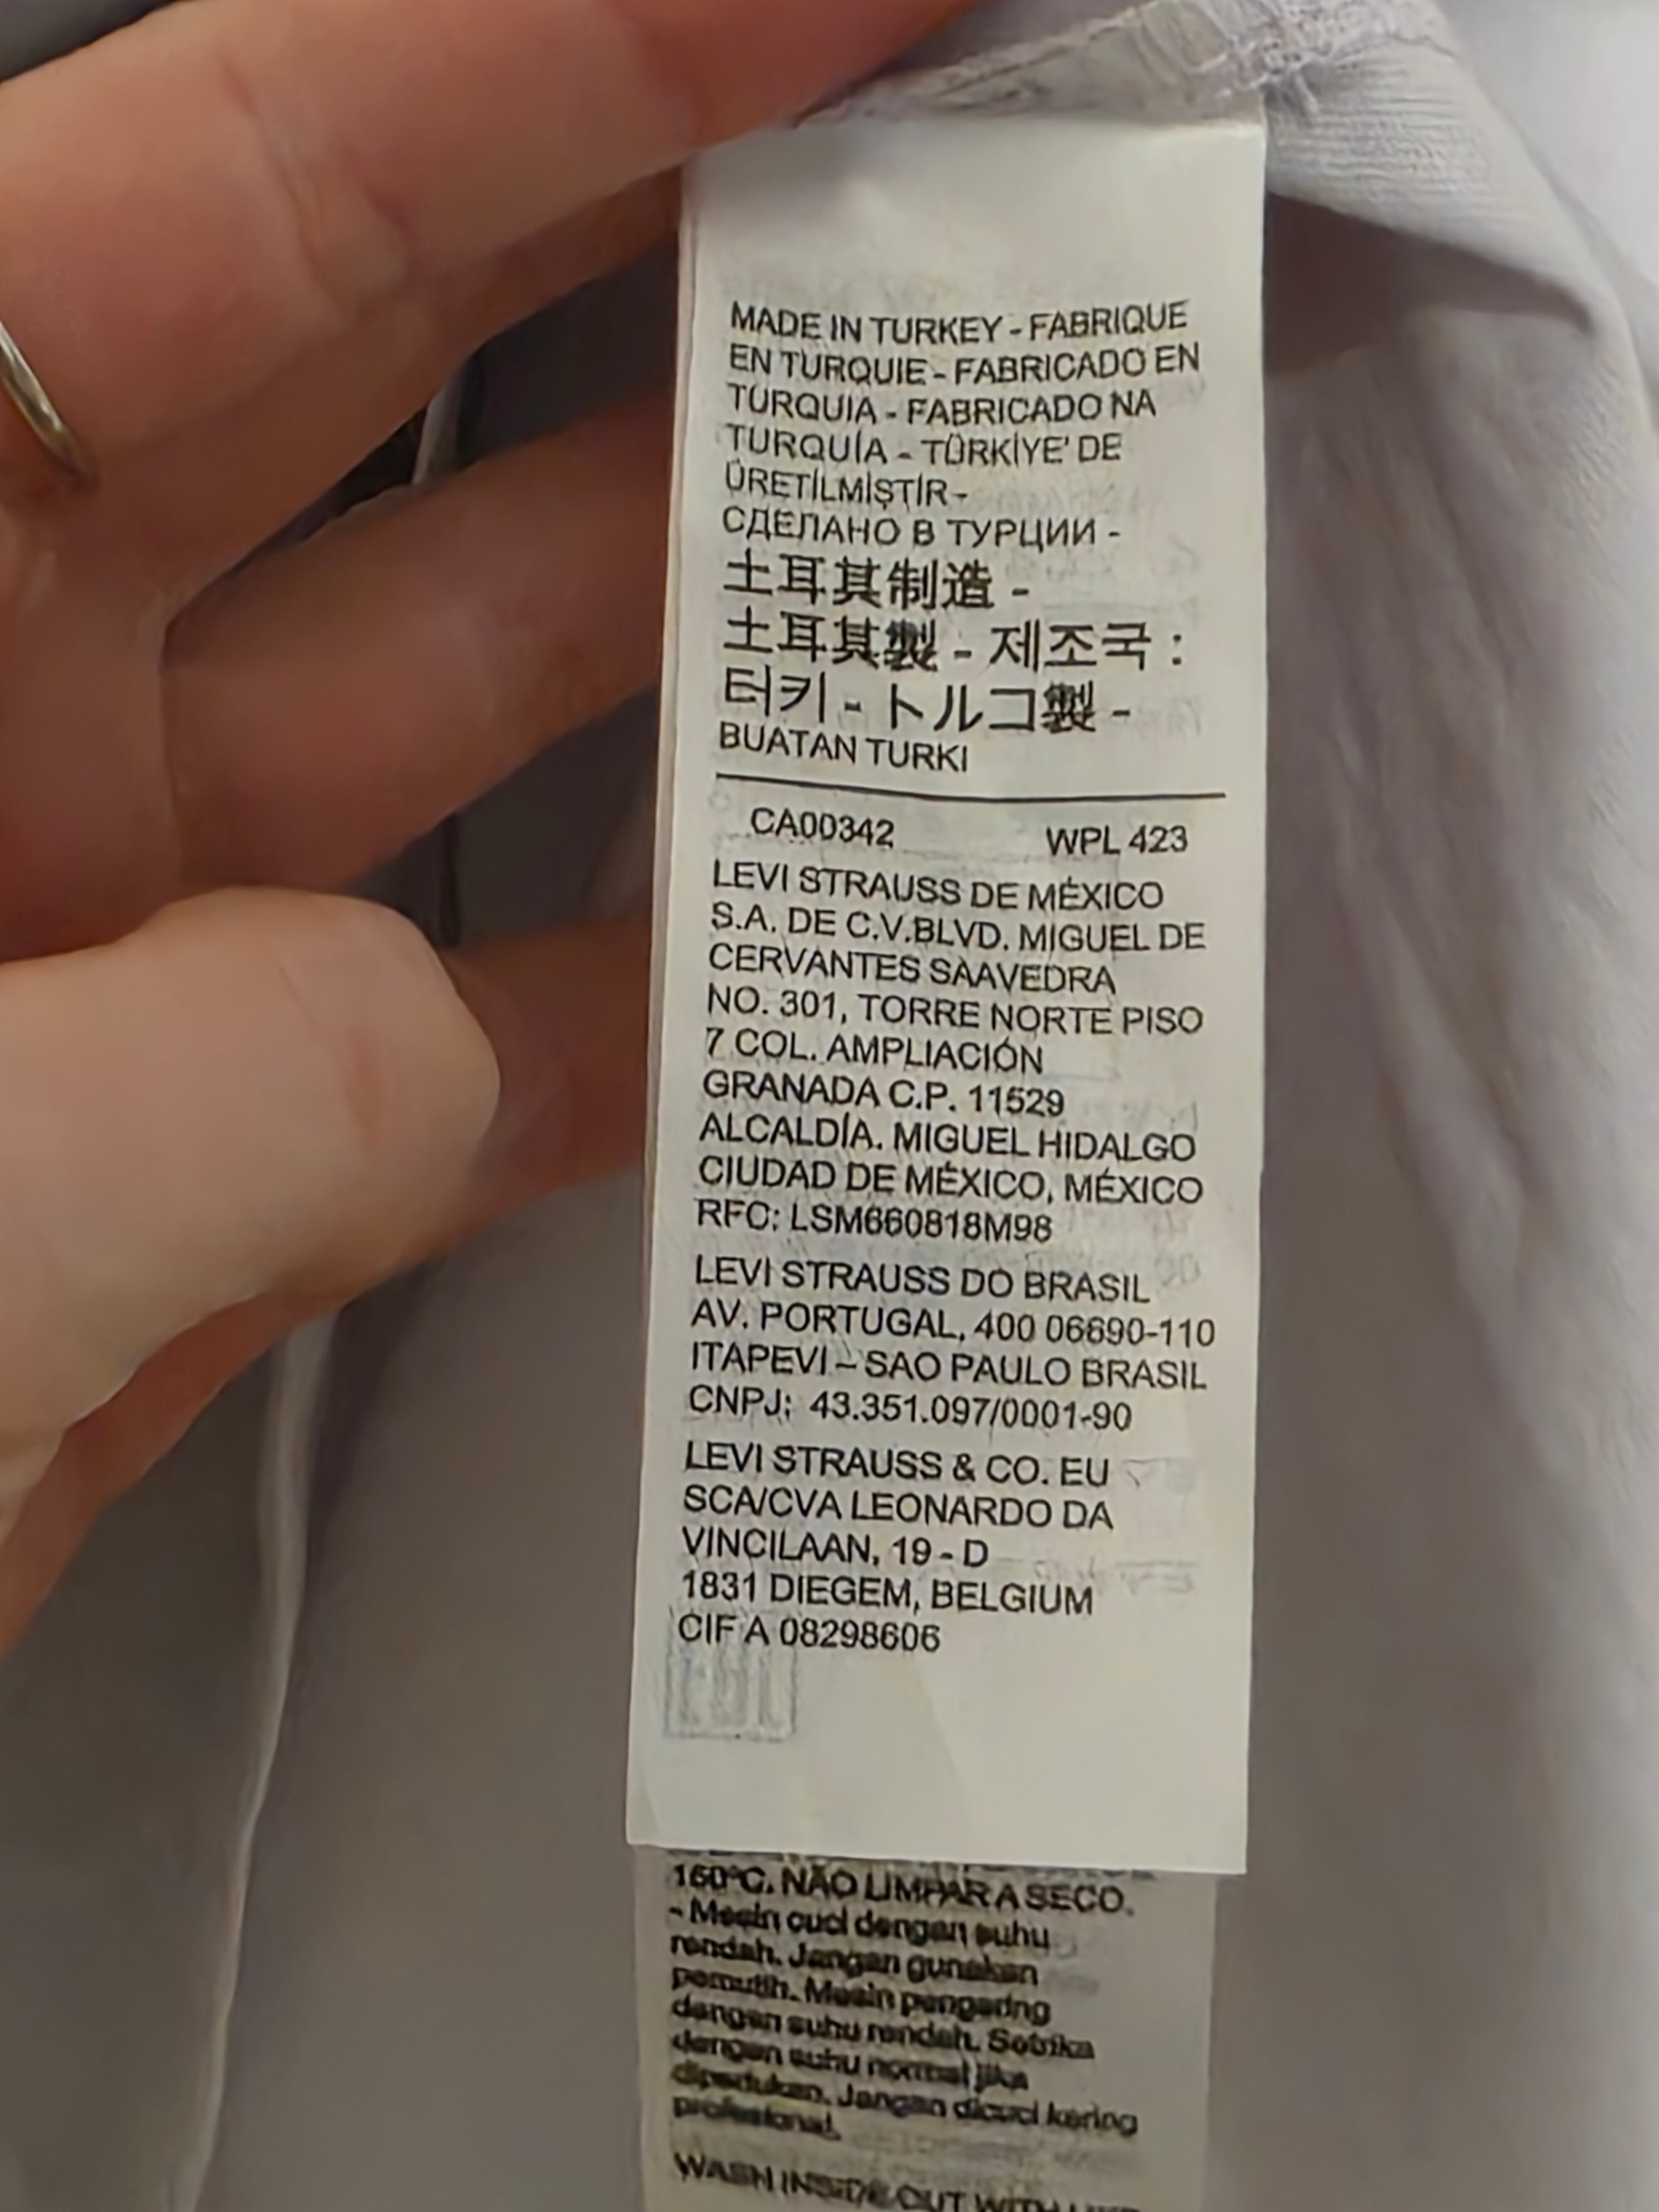 MADE IN TURKEY - FABRIQUE
EN TURQUIE - FABRICADO EN
TURQUIA - FABRICADO NA
TURQUÍA - TÜRKİYE' DE
ÜRETİLMİŞTİR -
СДЕЛАНО В ТУРЦИИ -
土耳其制造 -
土耳其製 - 제조국 :
터키 - トルコ製 -
BUATAN TURKI
CA00342 WPL 423
LEVI STRAUSS DE MÉXICO
S.A. DE C.V.BLVD. MIGUEL DE
CERVANTES SAAVEDRA
NO. 301, TORRE NORTE PISO
7 COL. AMPLIACIÓN
GRANADA C.P. 11529
ALCALDÍA. MIGUEL HIDALGO
CIUDAD DE MÉXICO, MÉXICO
RFC: LSM660818M98
LEVI STRAUSS DO BRASIL
AV. PORTUGAL, 400 06690-110
ITAPEVI – SAO PAULO BRASIL
CNPJ: 43.351.097/0001-90
LEVI STRAUSS & CO. EU
SCA/CVA LEONARDO DA
VINCILAAN, 19 - D
1831 DIEGEM, BELGIUM
CIF A 08298606
NÃO LIMPAR A SECO.
- Mesin cuci dengan suhu
rendah. Jangan gunakan
pemutih. Mesin pengering
dengan suhu rendah. Setrika
dengan suhu normal jika
diperlukan. Jangan dicuci kering
profesional.
WASH INSIDE OUT WITH LIKE